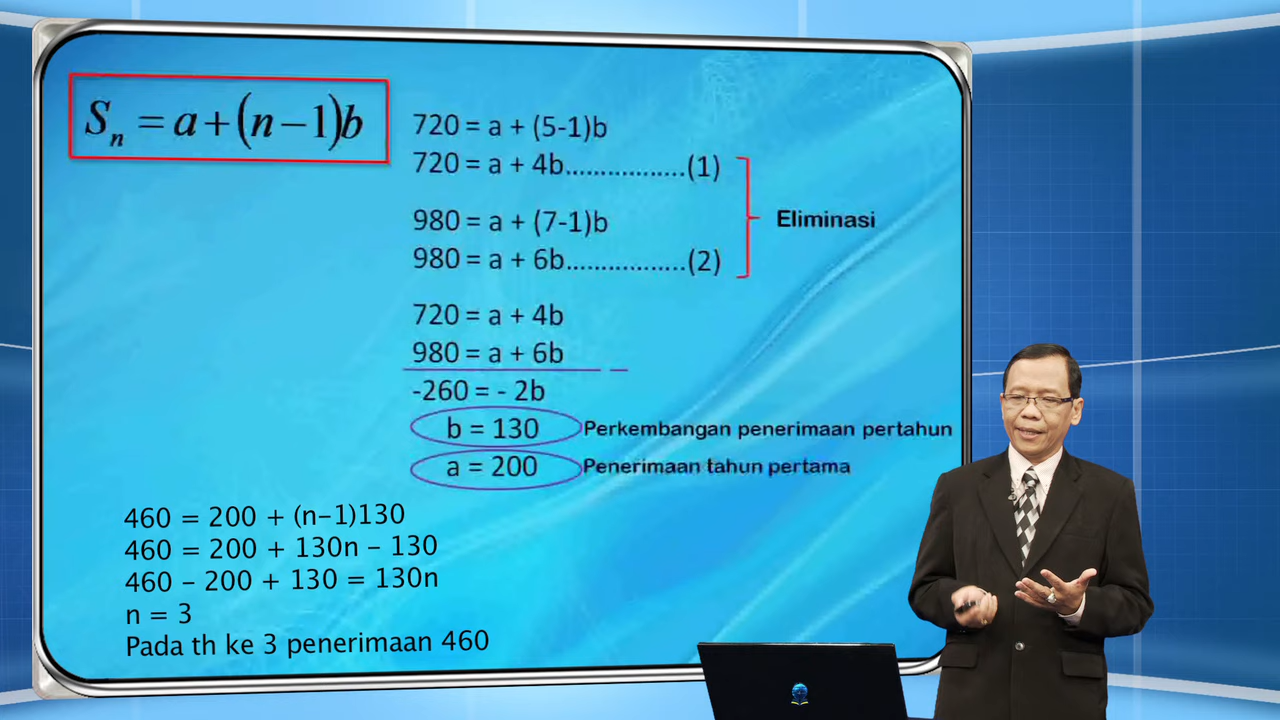 Sn = a+(n−1)b
720 = a + (5-1)b
720 = a + 4b.................(1)
980 = a + (7-1)b
980 = a + 6b.................(2)
Eliminasi
720 = a + 4b
980 = a + 6b
-260 = - 2b
b = 130 Perkembangan penerimaan pertahun
a = 200 Penerimaan tahun pertama
460 = 200 + (n−1)130
460 = 200 + 130n − 130
460 − 200 + 130 = 130n
n = 3
Pada th ke 3 penerimaan 460